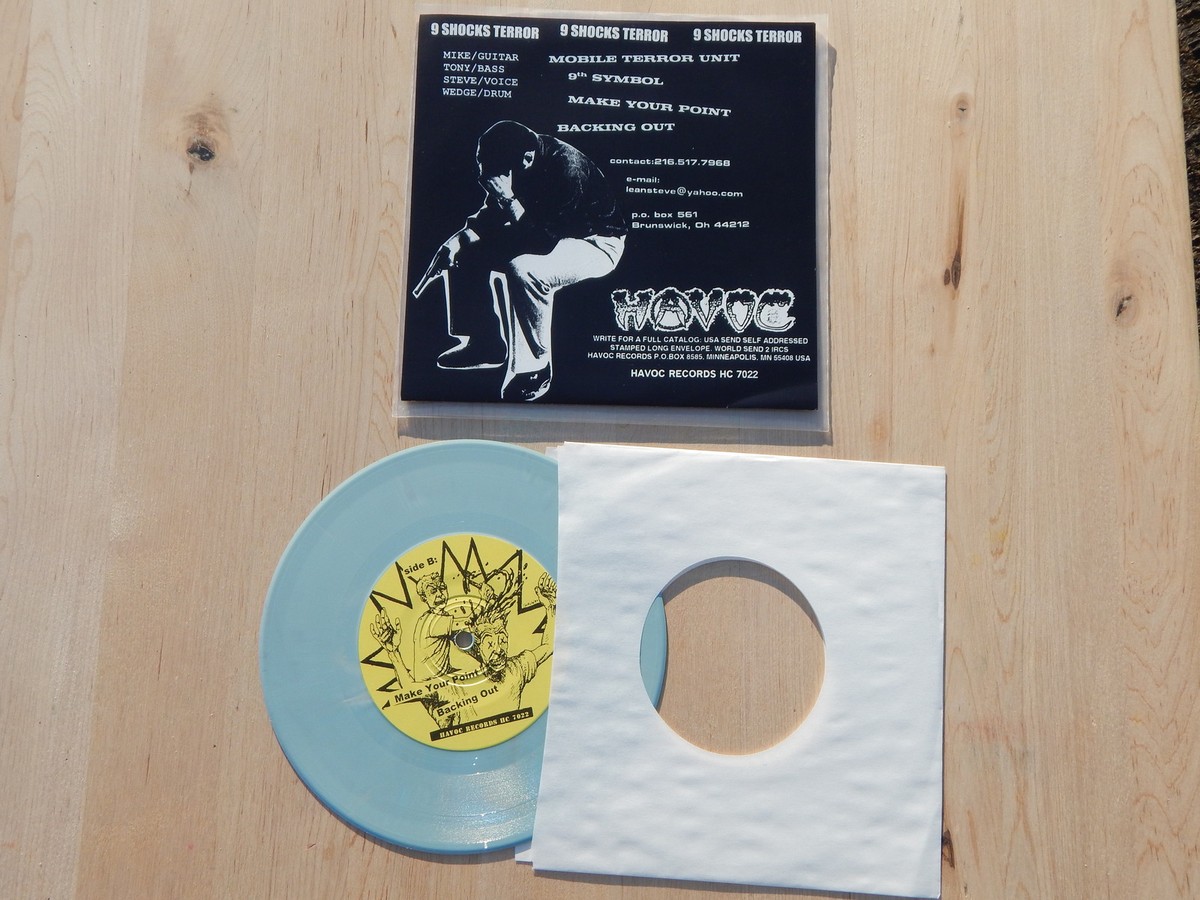 9 SHOCKS TERROR 9 SHOCKS TERROR 9 SHOCKS TERROR
MIKE/GUITAR
TONY/BASS
STEVE/VOICE
WEDGE/DRUM
MOBILE TERROR UNIT
9th SYMBOL
MAKE YOUR POINT
BACKING OUT
contact:216.517.7968
e-mail:
leansteve@yahoo.com
p.o. box 561
Brunswick, Oh 44212
HAVOC
WRITE FOR A FULL CATALOG: USA SEND SELF ADDRESSED
STAMPED LONG ENVELOPE. WORLD SEND 2 IRCS
HAVOC RECORDS P.O.BOX 8585. MINNEAPOLIS. MN 55408 USA
HAVOC RECORDS HC 7022
side B:
Make Your Point
Backing Out
HAVOC RECORDS HC 7022